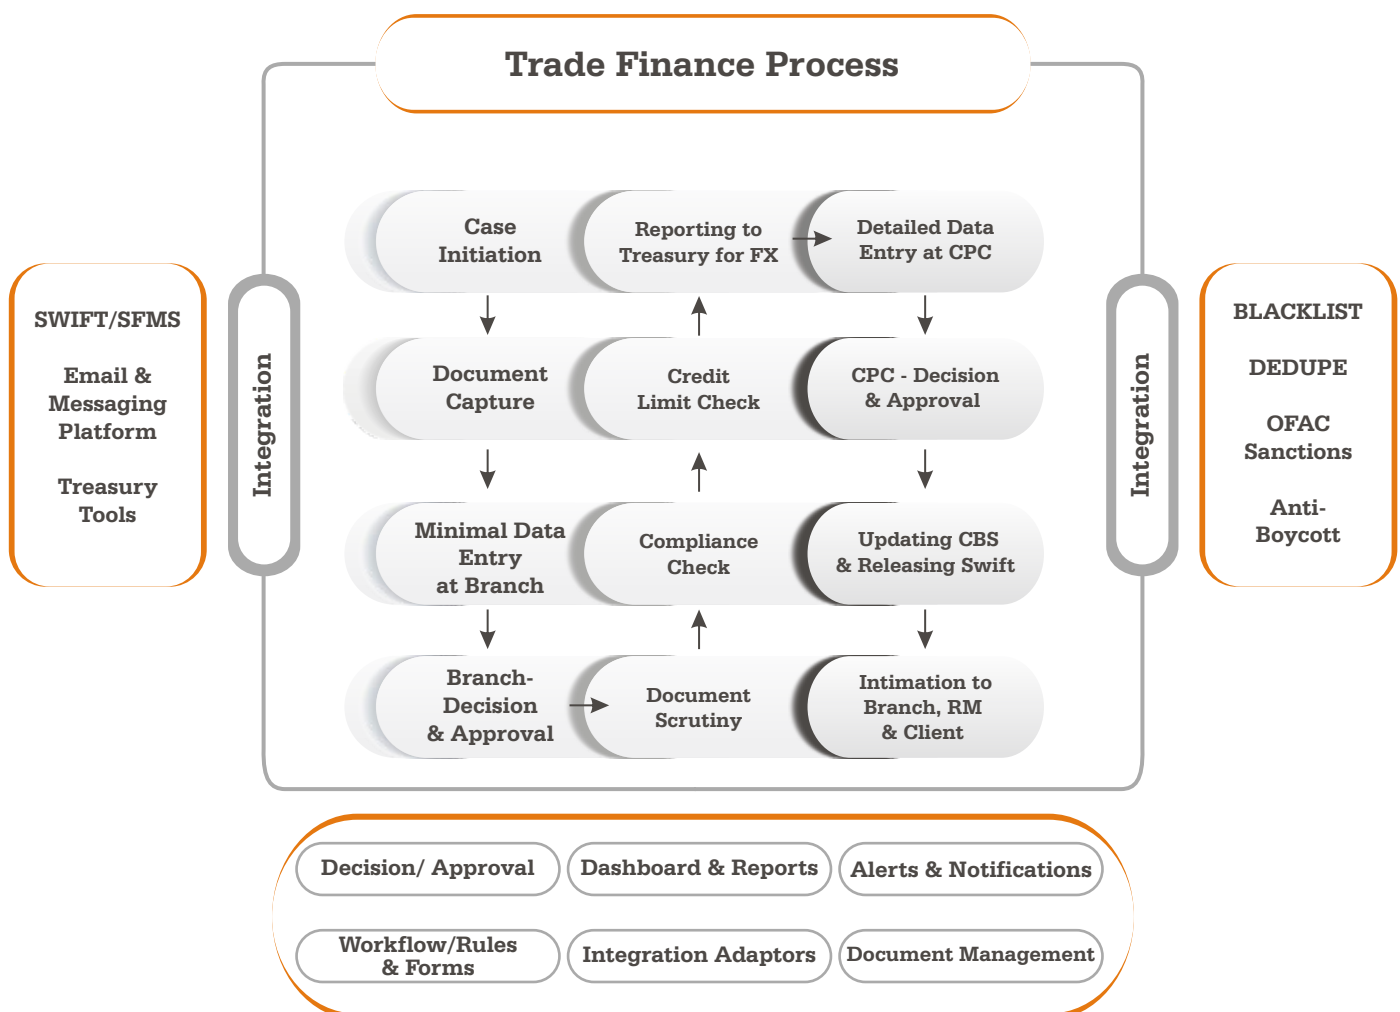 Trade Finance Process
SWIFT/SFMS
Email &
Messaging
Platform
Treasury
Tools
Integration
Case
Initiation
Document
Capture
Minimal Data
Entry
at Branch
Branch-
Decision
& Approval
Reporting to
Treasury for FX
Credit
Limit Check
Compliance
Check
Document
Scrutiny
Detailed Data
Entry at CPC
CPC - Decision
& Approval
Updating CBS
& Releasing Swift
Intimation to
Branch, RM
& Client
Integration
BLACKLIST
DEDUPE
OFAC
Sanctions
Anti-
Boycott
Decision/ Approval
Dashboard & Reports
Alerts & Notifications
Workflow/Rules
& Forms
Integration Adaptors
Document Management